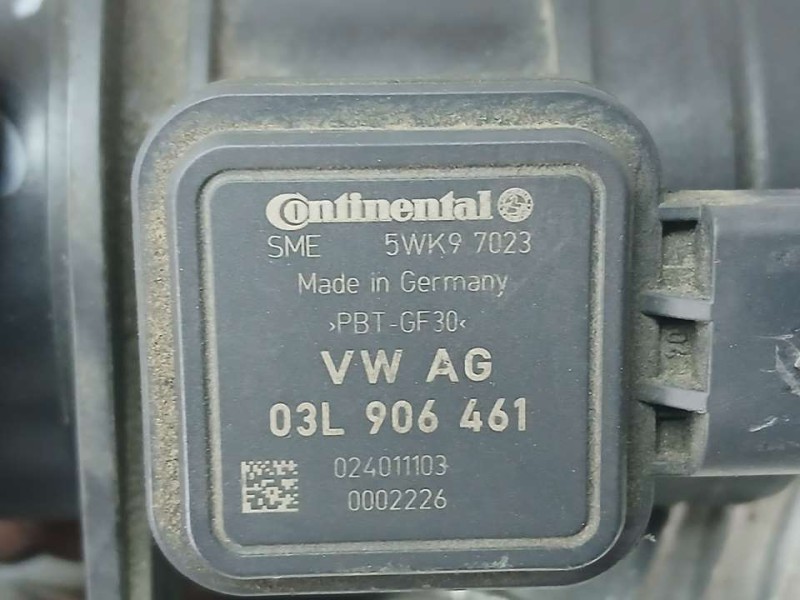 Continental
SME 5WK9 7023
Made in Germany
>PBT-GF30<
VW AG
03L 906 461
024011103
0002226